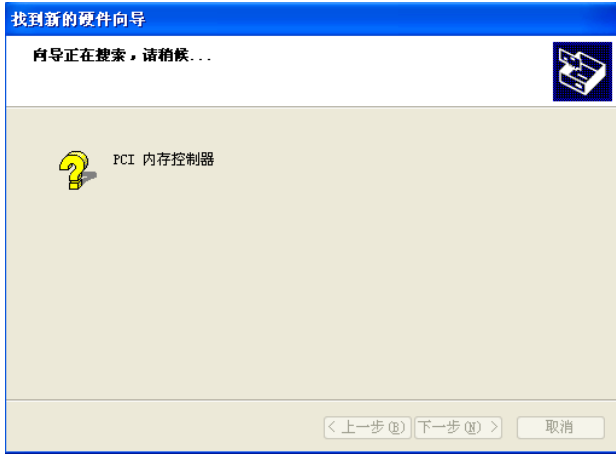 找到新的硬件向导
向导正在搜索，请稍候...
PCI 内存控制器
< 上一步(B) 下一步(N) > 取消